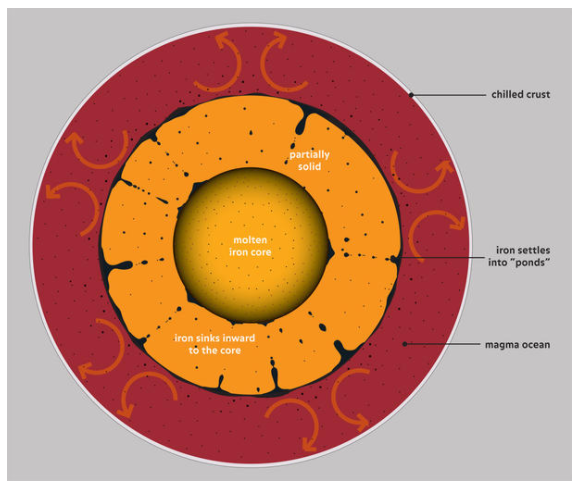 chilled crust
partially
solid
molten
iron core
iron settles
into "ponds"
iron sinks inward
to the core
magma ocean